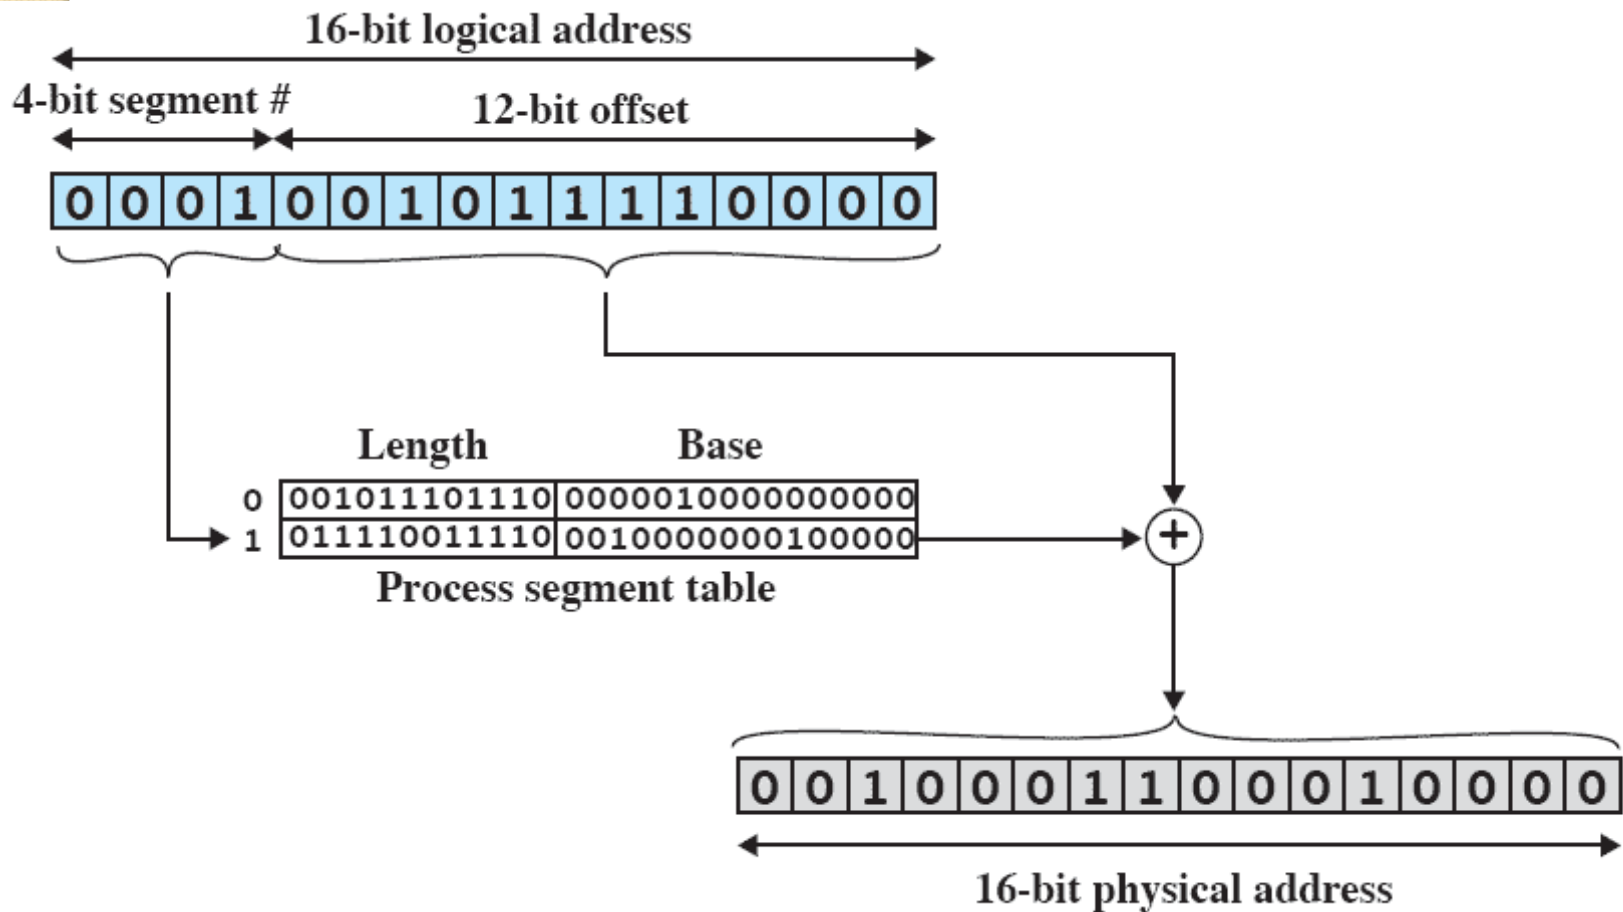 16-bit logical address
4-bit segment # 12-bit offset
0 0 0 1 0 0 1 0 1 1 1 1 0 0 0 0
Length Base
0 001011101110 0000010000000000
1 011110011110 0010000000100000
+
Process segment table
0 0 1 0 0 0 1 1 0 0 0 1 0 0 0 0
16-bit physical address